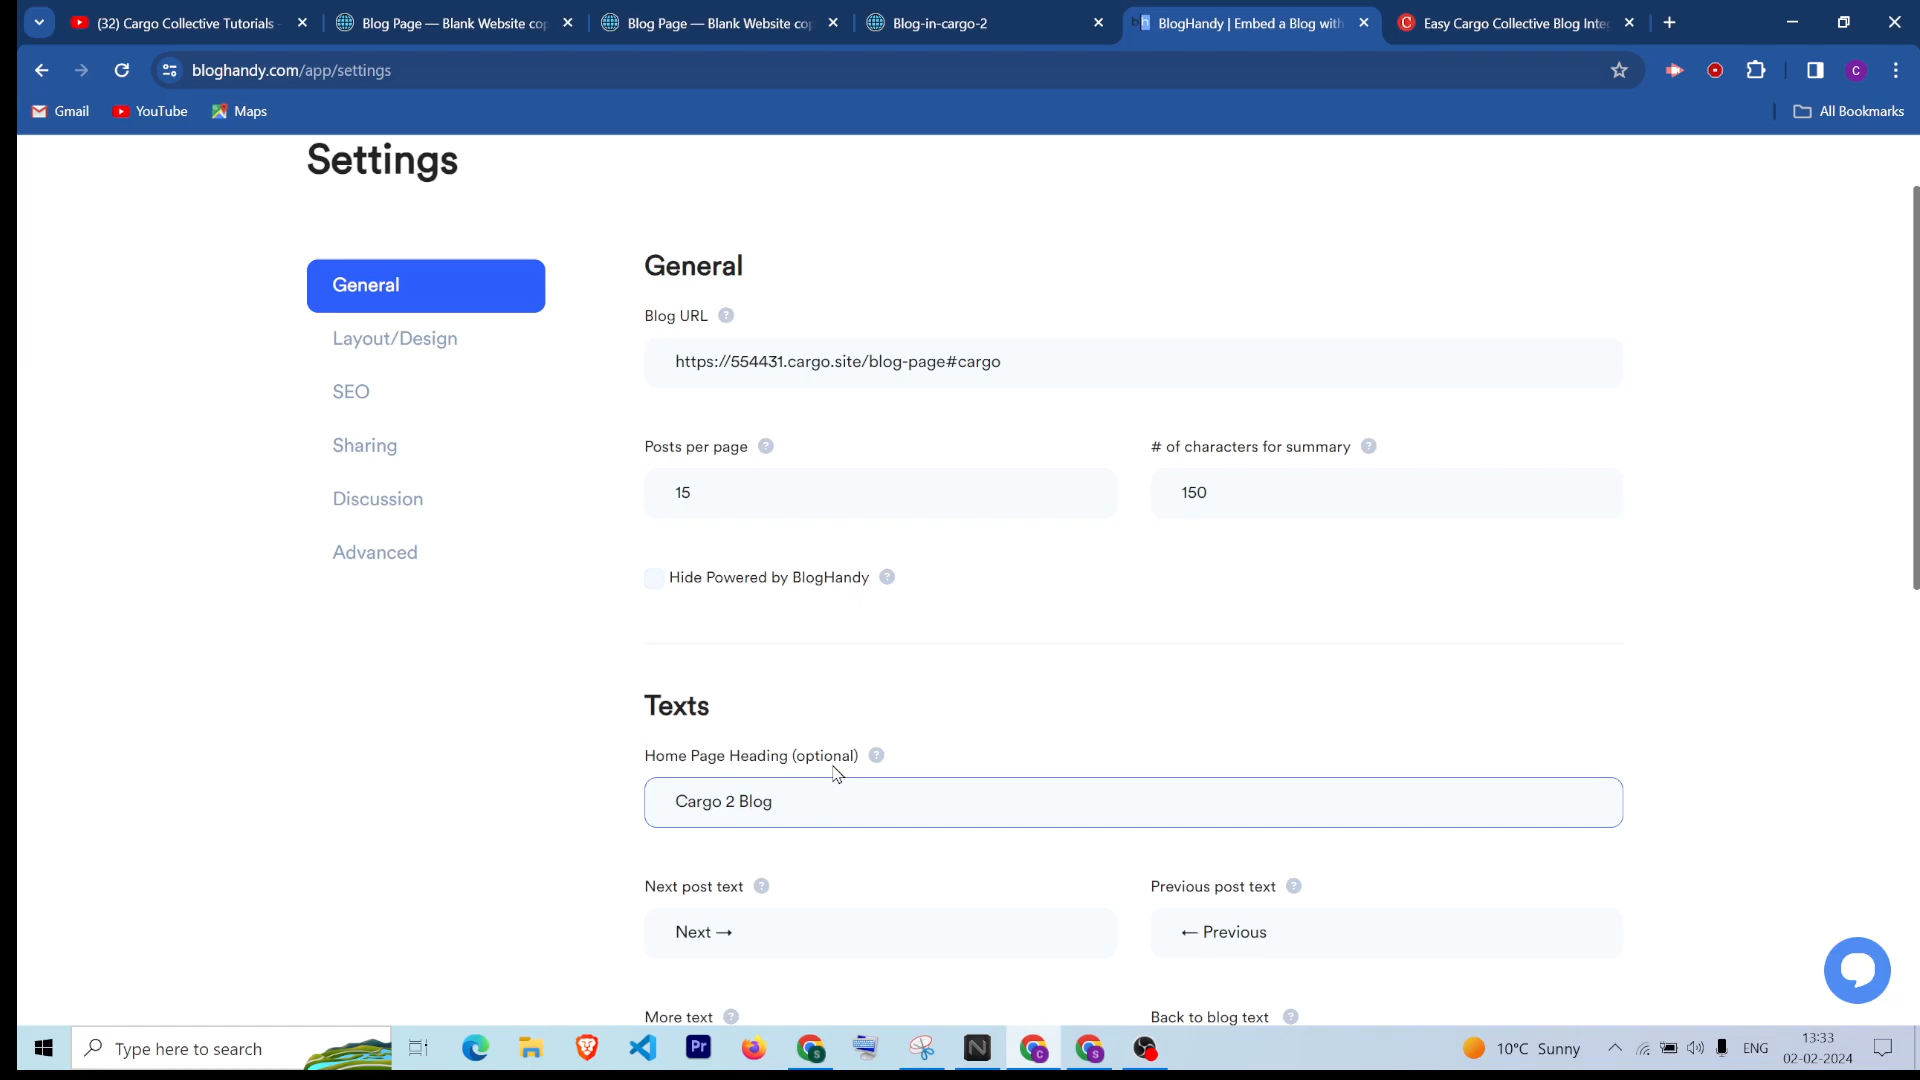 (32) Cargo Collective Tutorials
Blog Page — Blank Website cop
Blog Page — Blank Website cop
Blog-in-cargo-2
bh
BlogHandy | Embed a Blog with
C
Easy Cargo Collective Blog Inte
bloghandy.com/app/settings
C
Gmail
YouTube
Maps
All Bookmarks
Settings
General
Layout/Design
SEO
Sharing
Discussion
Advanced
General
Blog URL ?
https://554431.cargo.site/blog-page#cargo
Posts per page ?
# of characters for summary ?
15
150
Hide Powered by BlogHandy ?
Texts
Home Page Heading (optional) ?
Cargo 2 Blog
Next post text ?
Previous post text ?
Next →
← Previous
More text ?
Back to blog text ?
Type here to search
Pr
N
S
C
S
10°C Sunny
ENG
13:33
02-02-2024